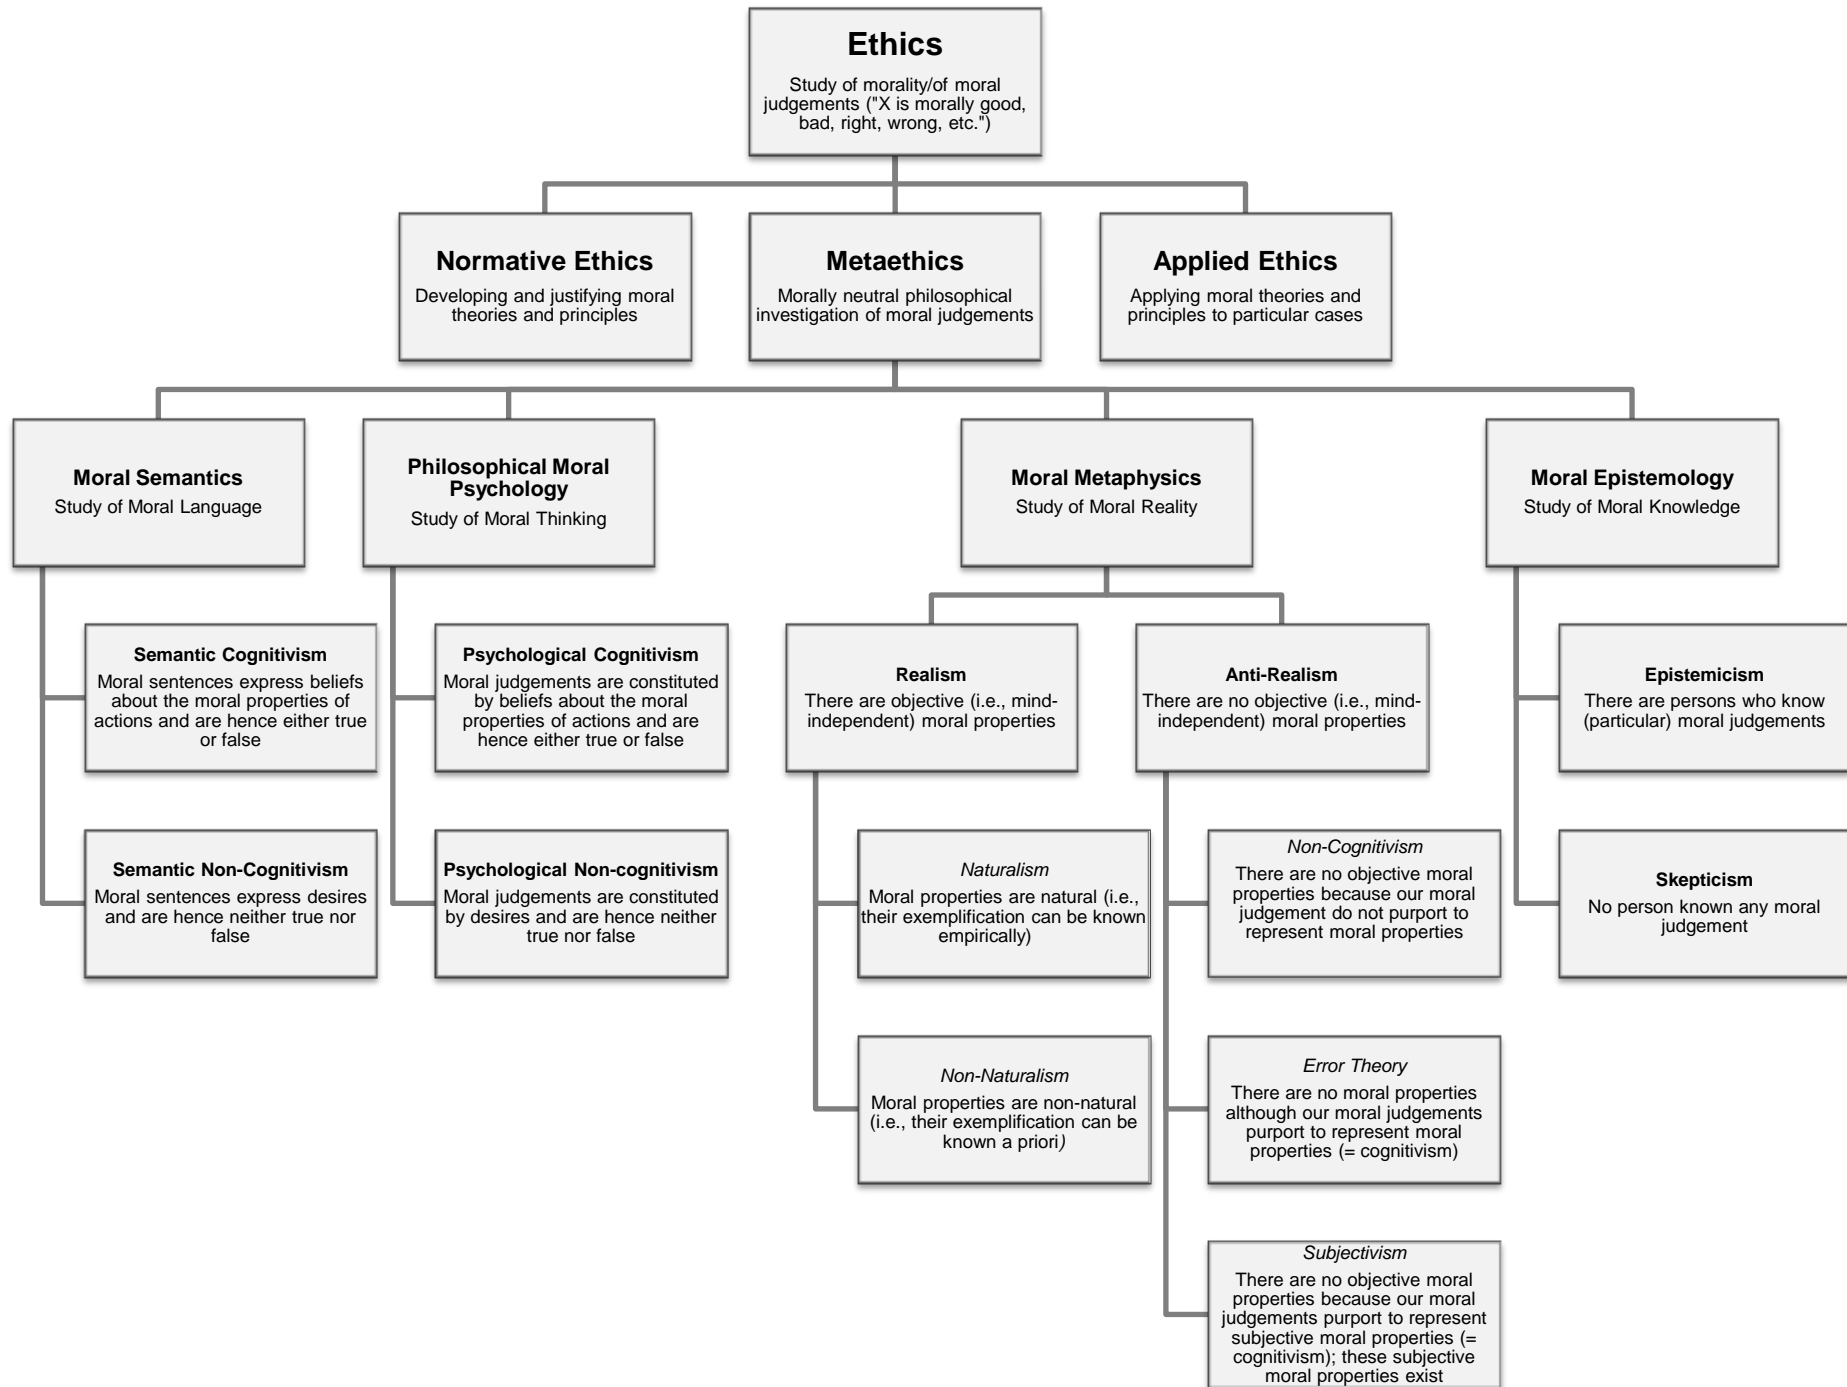 Ethics
Study of morality/of moral
judgements ("X is morally good,
bad, right, wrong, etc.")
Normative Ethics
Developing and justifying moral
theories and principles
Metaethics
Morally neutral philosophical
investigation of moral judgements
Applied Ethics
Applying moral theories and
principles to particular cases
Moral Semantics
Study of Moral Language
Philosophical Moral
Psychology
Study of Moral Thinking
Moral Metaphysics
Study of Moral Reality
Moral Epistemology
Study of Moral Knowledge
Semantic Cognitivism
Moral sentences express beliefs
about the moral properties of
actions and are hence either true
or false
Psychological Cognitivism
Moral judgements are constituted
by beliefs about the moral
properties of actions and are
hence either true or false
Realism
There are objective (i.e., mind-
independent) moral properties
Anti-Realism
There are no objective (i.e., mind-
independent) moral properties
Epistemicism
There are persons who know
(particular) moral judgements
Semantic Non-Cognitivism
Moral sentences express desires
and are hence neither true nor
false
Psychological Non-cognitivism
Moral judgements are constituted
by desires and are hence neither
true nor false
Naturalism
Moral properties are natural (i.e.,
their exemplification can be known
empirically)
Non-Cognitivism
There are no objective moral
properties because our moral
judgement do not purport to
represent moral properties
Skepticism
No person known any moral
judgement
Non-Naturalism
Moral properties are non-natural
(i.e., their exemplification can be
known a priori)
Error Theory
There are no moral properties
although our moral judgements
purport to represent moral
properties (= cognitivism)
Subjectivism
There are no objective moral
properties because our moral
judgements purport to represent
subjective moral properties (=
cognitivism); these subjective
moral properties exist